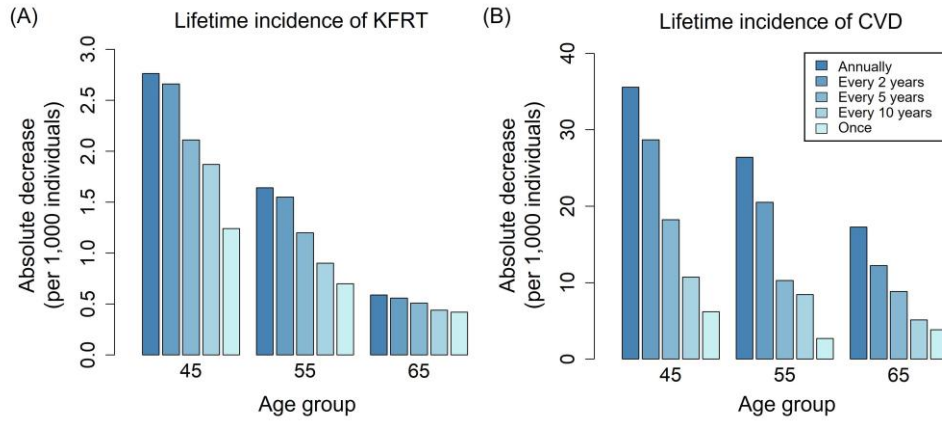 (A)
Lifetime incidence of KFRT
Absolute decrease
(per 1,000 individuals)
3.0
2.5
2.0
1.5
1.0
0.5
0.0
45 55 65
Age group
(B)
Lifetime incidence of CVD
Absolute decrease
(per 1,000 individuals)
40
30
20
10
0
Annually
Every 2 years
Every 5 years
Every 10 years
Once
45 55 65
Age group